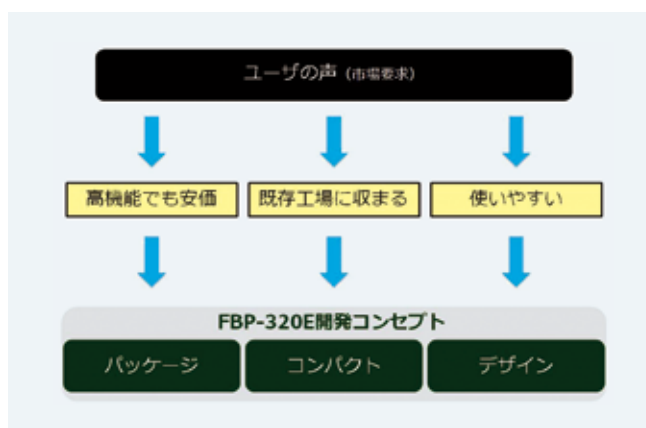 ユーザの声（市場要求）
高機能でも安価
既存工場に収まる
使いやすい
FBP-320E開発コンセプト
パッケージ
コンパクト
デザイン